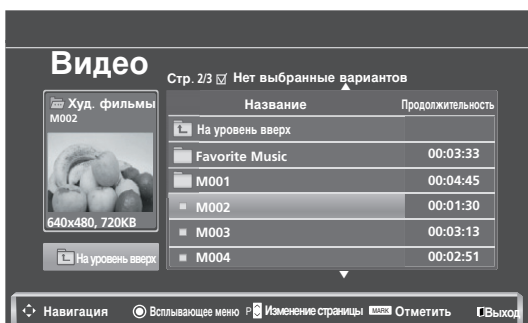 Видео
Стр. 2/3 Нет выбранные вариантов
Худ. фильмы
M002
640x480, 720KB
На уровень вверх
Название Продолжительность
На уровень вверх
Favorite Music 00:03:33
M001 00:04:45
M002 00:01:30
M003 00:03:13
M004 00:02:51
Навигация Всплывающее меню P Изменение страницы MARK Отметить Выход